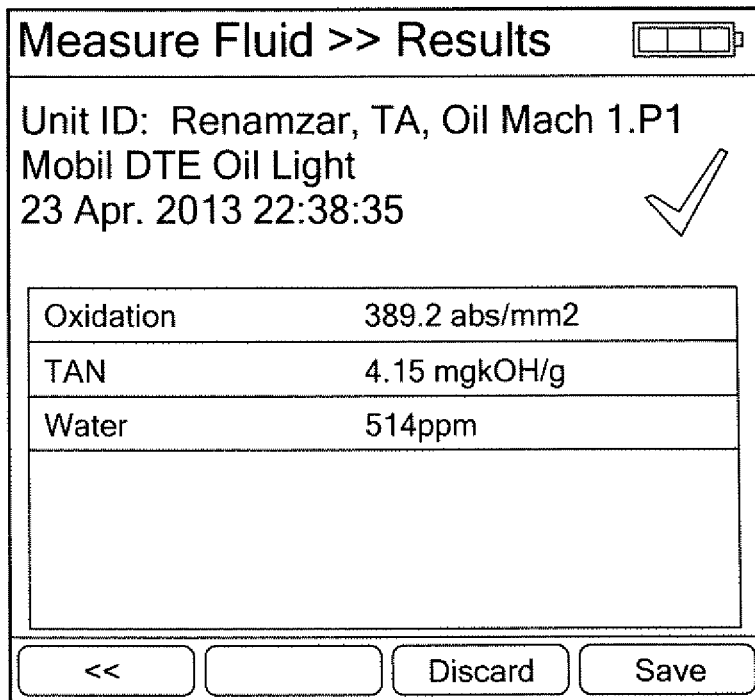 Measure Fluid >> Results
Unit ID: Renamzar, TA, Oil Mach 1.P1
Mobil DTE Oil Light
23 Apr. 2013 22:38:35
Oxidation 389.2 abs/mm2
TAN 4.15 mgkOH/g
Water 514ppm
<< Discard Save